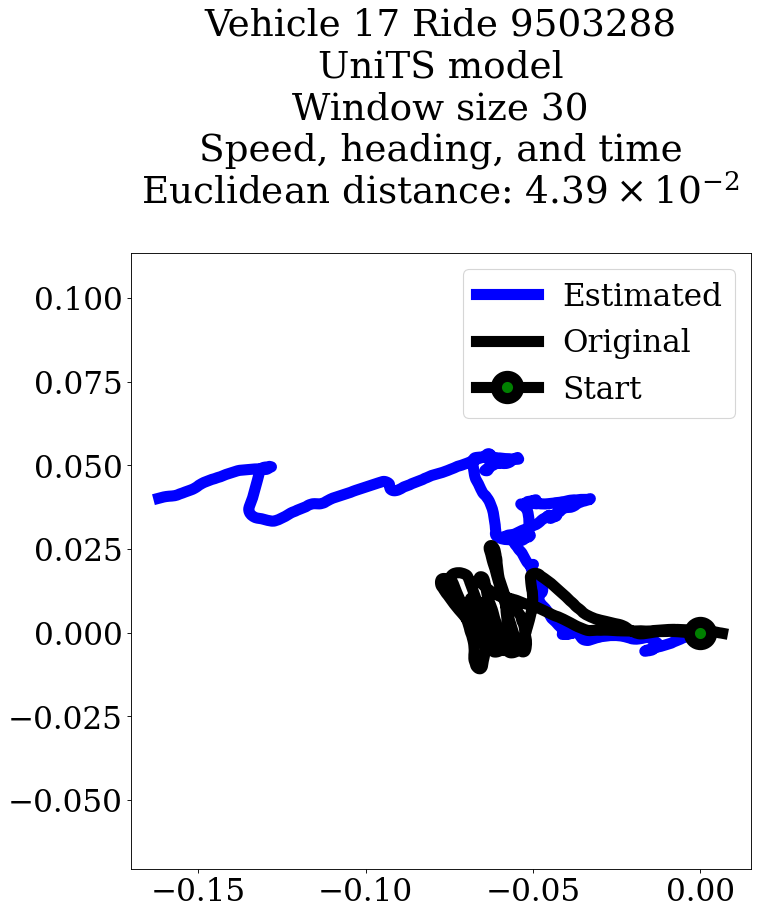 Vehicle 17 Ride 9503288
UniTS model
Window size 30
Speed, heading, and time
Euclidean distance: 4.39 × 10⁻²
Estimated
Original
Start
0.100
0.075
0.050
0.025
0.000
−0.025
−0.050
−0.15
−0.10
−0.05
0.00